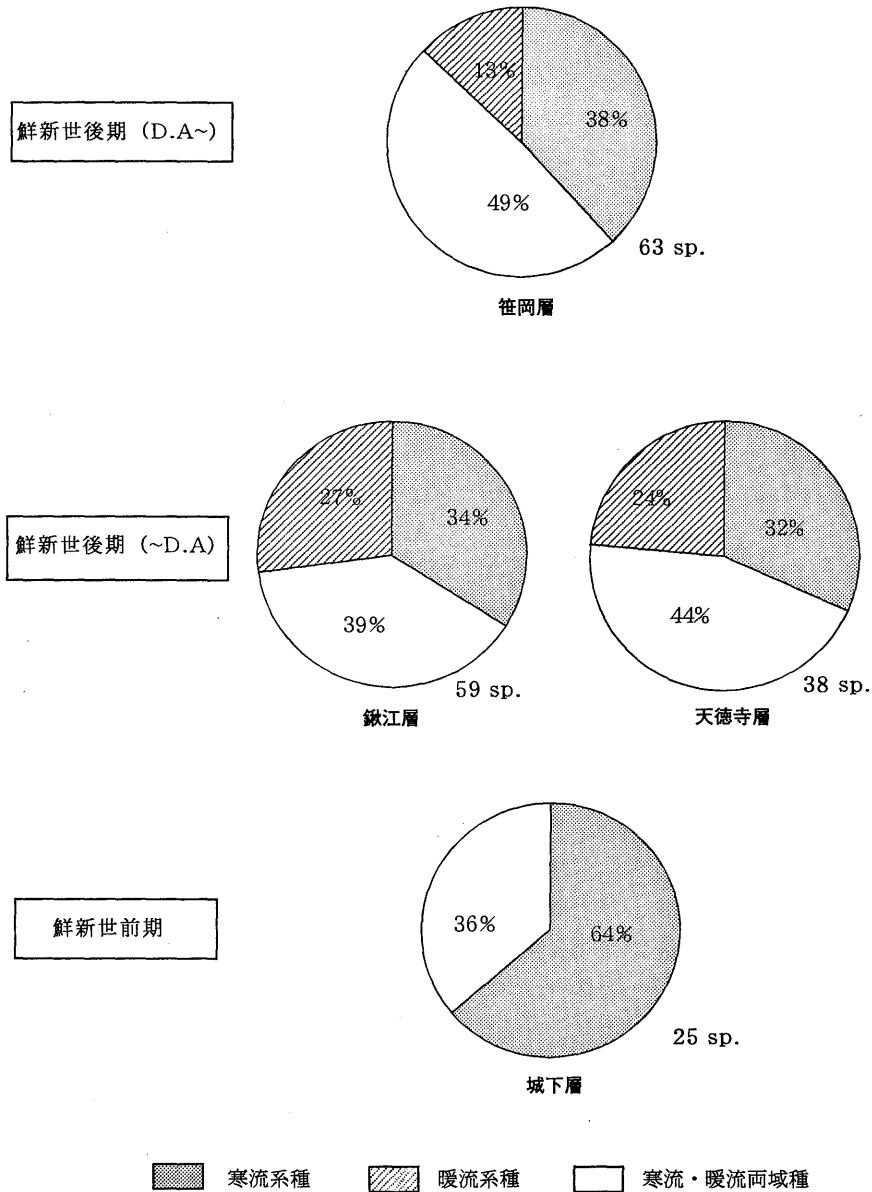 鮮新世後期 (D.A~)
13%
38%
49%
63 sp.
笹岡層
鮮新世後期 (~D.A)
27%
34%
39%
59 sp.
鍬江層
24%
32%
44%
38 sp.
天徳寺層
鮮新世前期
36%
64%
25 sp.
城下層
寒流系種
暖流系種
寒流・暖流両域種